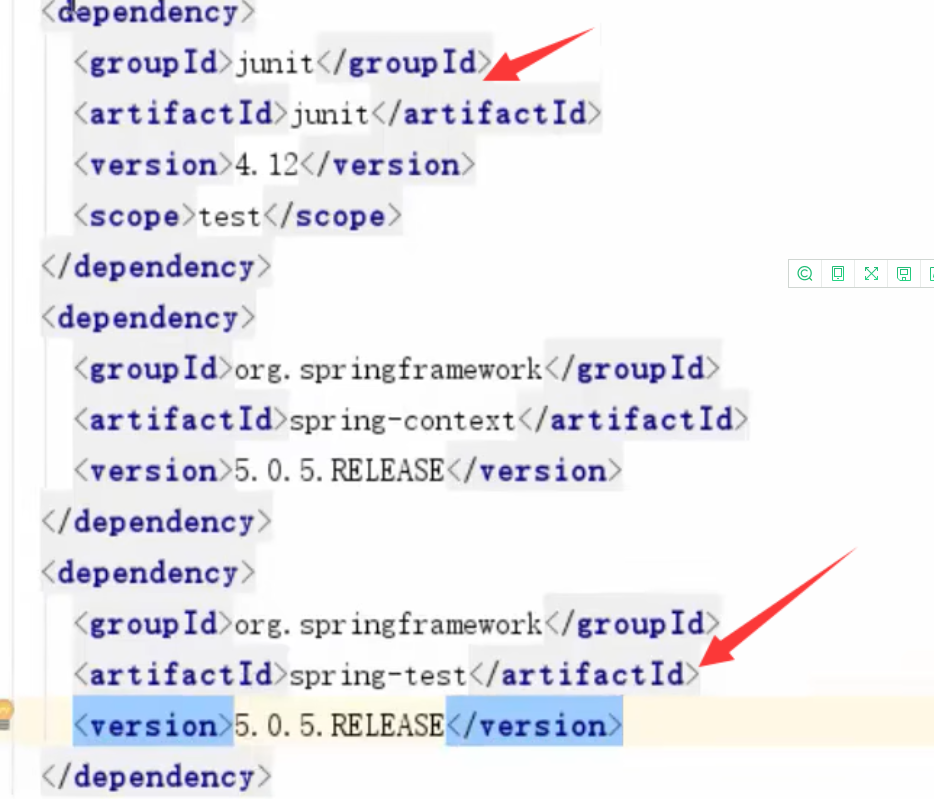 <dependency>
<groupId>junit</groupId>
<artifactId>junit</artifactId>
<version>4.12</version>
<scope>test</scope>
</dependency>
<dependency>
<groupId>org.springframework</groupId>
<artifactId>spring-context</artifactId>
<version>5.0.5.RELEASE</version>
</dependency>
<dependency>
<groupId>org.springframework</groupId>
<artifactId>spring-test</artifactId>
<version>5.0.5.RELEASE</version>
</dependency>